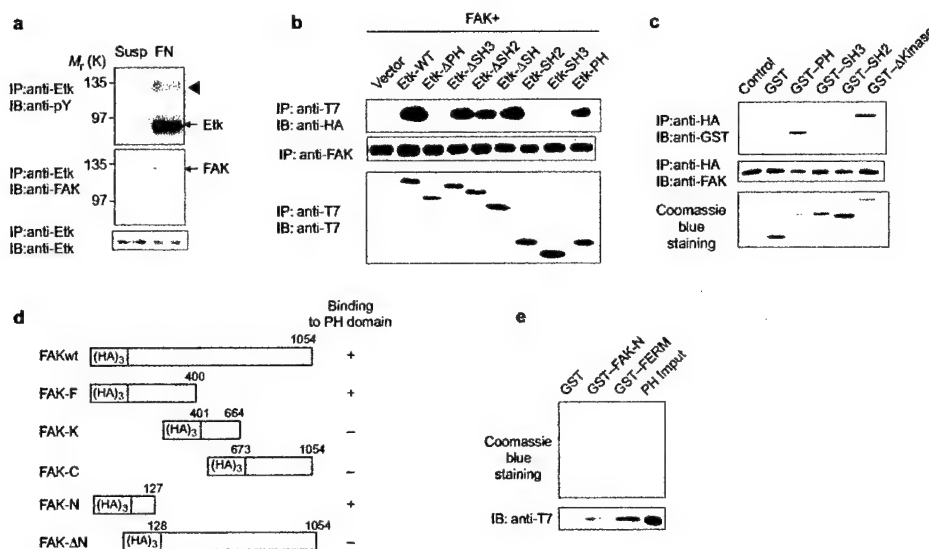 a
Susp FN
Mr (K)
135
IP:anti-Etk
IB:anti-pY
97
Etk
135
FAK
IP:anti-Etk
IB:anti-FAK
97
IP:anti-Etk
IB:anti-Etk
b
FAK+
Vector
Etk-WT
Etk-ΔPH
Etk-ΔSH3
Etk-ΔSH2
Etk-ΔSH
Etk-SH2
Etk-SH3
Etk-PH
IP: anti-T7
IB: anti-HA
IP: anti-FAK
IP: anti-T7
IB: anti-T7
c
Control
GST
GST–PH
GST–SH3
GST–SH2
GST–ΔKinase
IP:anti-HA
IB:anti-GST
IP:anti-HA
IB:anti-FAK
Coomassie
blue
staining
d
Binding
to PH domain
1054
FAKwt (HA)3 +
400
FAK-F (HA)3 +
401 664
FAK-K (HA)3 –
673 1054
FAK-C (HA)3 –
127
FAK-N (HA)3 +
128 1054
FAK-ΔN (HA)3 –
e
GST
GST–FAK-N
GST–FERM
PH Imput
Coomassie
blue
staining
IB: anti-T7